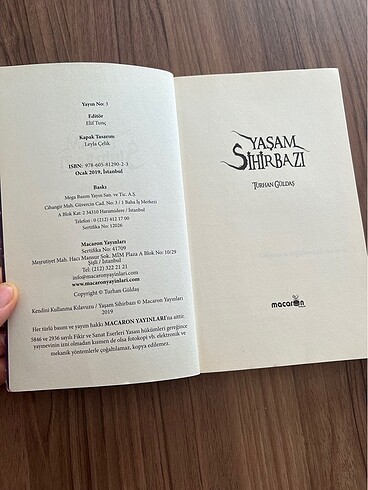 Yayın No: 3
Editör
Elif Tunç
Kapak Tasarım
Leyla Çelik
ISBN: 978-605-81290-2-3
Ocak 2019, İstanbul
Baskı
Mega Basım Yayın San. ve Tic. A.Ş.
Cihangir Mah. Güvercin Cad. No: 3 / 1 Baha İş Merkezi
A Blok Kat: 2 34310 Haramidere / İstanbul
Telefon : 0 (212) 412 17 00
Sertifika No: 12026
Macaron Yayınları
Sertifika No: 41709
Meşrutiyet Mah. Hacı Mansur Sok. MİM Plaza A Blok No: 10/29
Şişli / İstanbul
Tel: (212) 322 21 21
info@macaronyayinlari.com
www.macaronyayinlari.com
Copyright © Turhan Güldaş
Kendini Kullanma Kılavuzu / Yaşam Sihirbazı © Macaron Yayınları
2019
Her türlü basım ve yayım hakkı MACARON YAYINLARI'na aittir.
5846 ve 2936 sayılı Fikir ve Sanat Eserleri Yasası hükümleri gereğince
yayınevinin izni olmadan kısmen de olsa fotokopi vb. elektronik ve
mekanik yöntemlerle çoğaltılamaz, kopya edilemez.
YAŞAM
SİHİRBAZI
TURHAN GÜLDAŞ
macaron